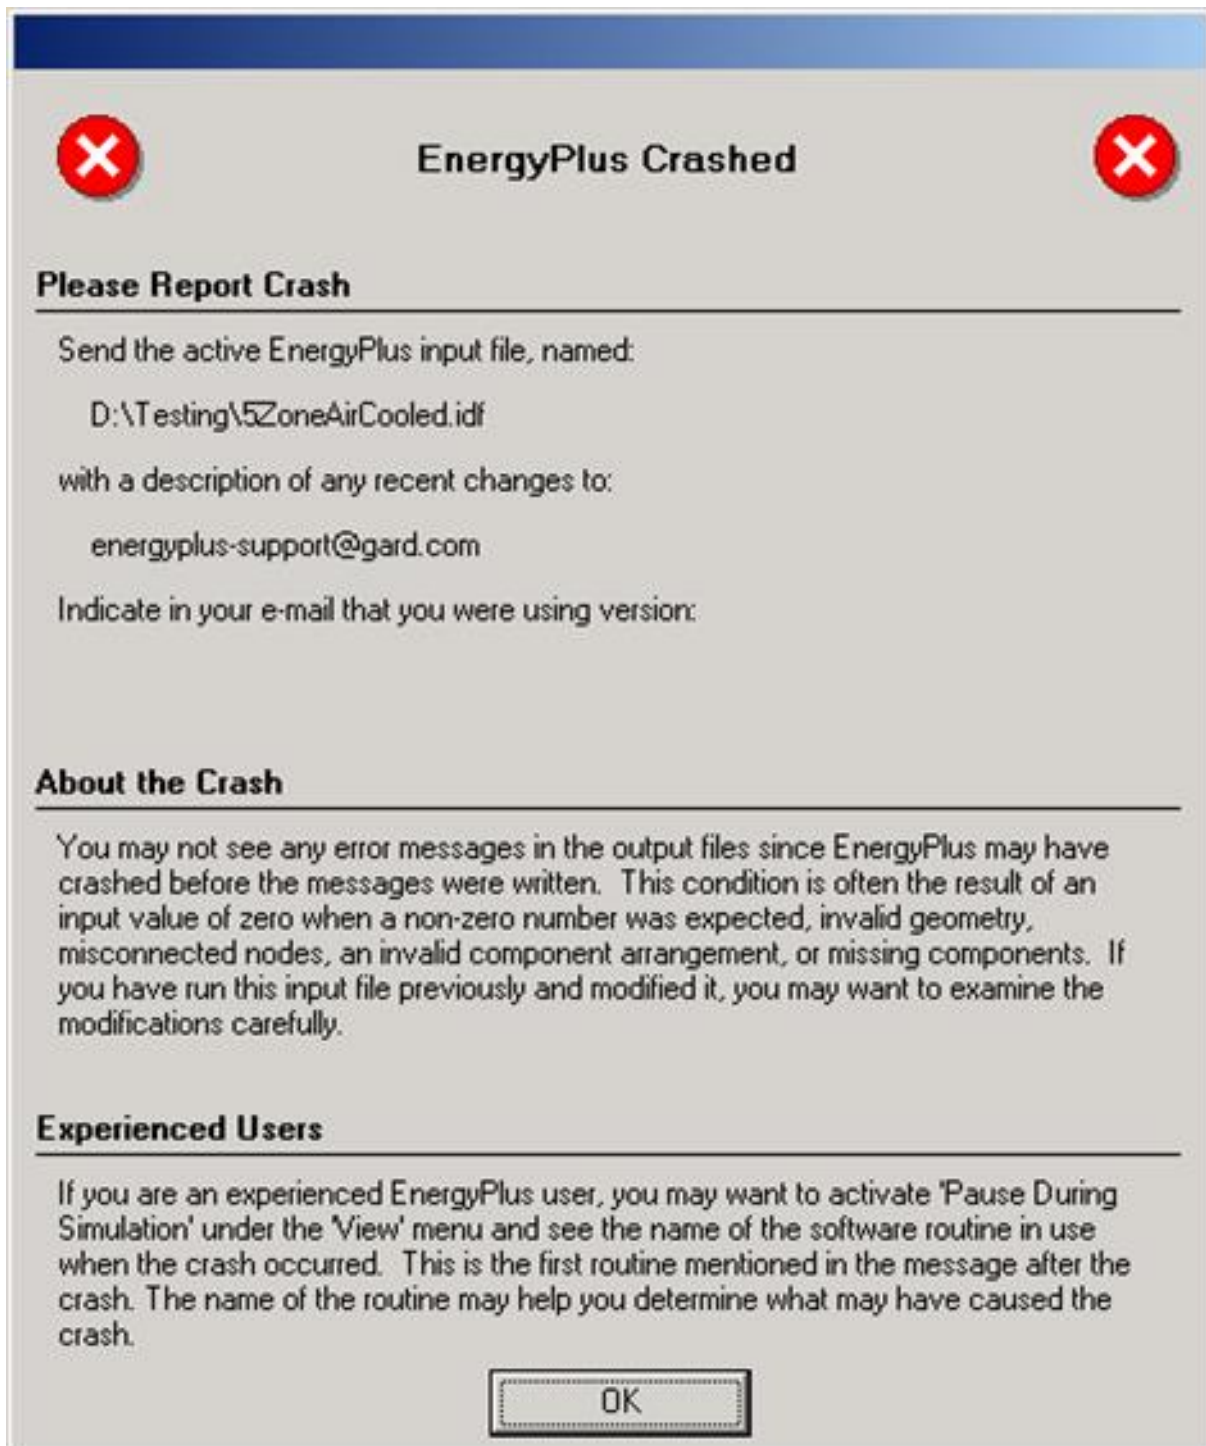 EnergyPlus Crashed
Please Report Crash
Send the active EnergyPlus input file, named:
D:\Testing\5ZoneAirCooled.idf
with a description of any recent changes to:
energyplus-support@gard.com
Indicate in your e-mail that you were using version:
About the Crash
You may not see any error messages in the output files since EnergyPlus may have
crashed before the messages were written.  This condition is often the result of an
input value of zero when a non-zero number was expected, invalid geometry,
misconnected nodes, an invalid component arrangement, or missing components.  If
you have run this input file previously and modified it, you may want to examine the
modifications carefully.
Experienced Users
If you are an experienced EnergyPlus user, you may want to activate 'Pause During
Simulation' under the 'View' menu and see the name of the software routine in use
when the crash occurred.  This is the first routine mentioned in the message after the
crash. The name of the routine may help you determine what may have caused the
crash.
OK